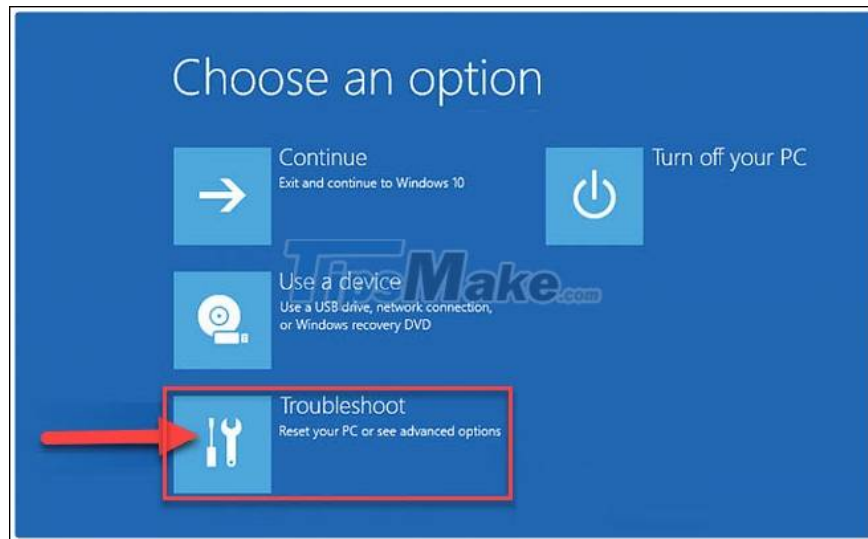 Choose an option
Continue
Exit and continue to Windows 10
Turn off your PC
Use a device
Use a USB drive, network connection,
or Windows recovery DVD
TipsMake.com
Troubleshoot
Reset your PC or see advanced options